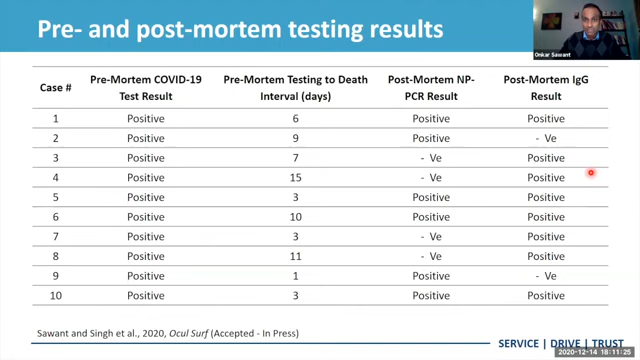 Pre- and post-mortem testing results
Onkar Sawant
Case # Pre-Mortem COVID-19 Test Result Pre-Mortem Testing to Death Interval (days) Post-Mortem NP-PCR Result Post-Mortem IgG Result
1 Positive 6 Positive Positive
2 Positive 9 Positive - Ve
3 Positive 7 - Ve Positive
4 Positive 15 - Ve Positive
5 Positive 3 Positive Positive
6 Positive 10 Positive Positive
7 Positive 3 - Ve Positive
8 Positive 11 - Ve Positive
9 Positive 1 Positive - Ve
10 Positive 3 Positive Positive
Sawant and Singh et al., 2020, Ocul Surf (Accepted - In Press)
SERVICE | DRIVE | TRUST
2020-12-14 18:11:25